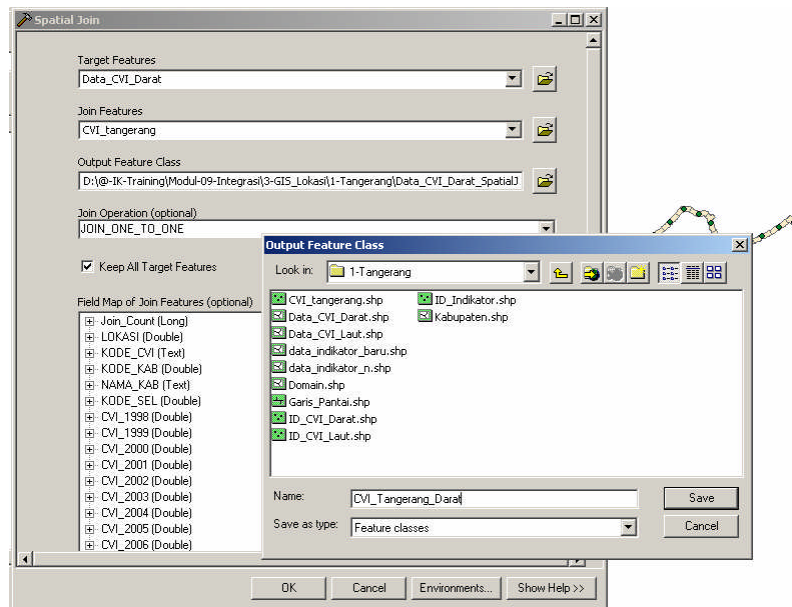 Spatial Join
Target Features
Data_CVI_Darat
Join Features
CVI_tangerang
Output Feature Class
D:\@-IK-Training\Modul-09-Integrasi\3-GIS_Lokasi\1-Tangerang\Data_CVI_Darat_SpatialJ
Join Operation (optional)
JOIN_ONE_TO_ONE
Keep All Target Features
Field Map of Join Features (optional)
Join_Count (Long)
LOKASI (Double)
KODE_CVI (Text)
KODE_KAB (Double)
NAMA_KAB (Text)
KODE_SEL (Double)
CVI_1998 (Double)
CVI_1999 (Double)
CVI_2000 (Double)
CVI_2001 (Double)
CVI_2002 (Double)
CVI_2003 (Double)
CVI_2004 (Double)
CVI_2005 (Double)
CVI_2006 (Double)
OK Cancel Environments... Show Help >>
Output Feature Class
Look in: 1-Tangerang
CVI_tangerang.shp
Data_CVI_Darat.shp
Data_CVI_Laut.shp
data_indikator_baru.shp
data_indikator_n.shp
Domain.shp
Garis_Pantai.shp
ID_CVI_Darat.shp
ID_CVI_Laut.shp
ID_Indikator.shp
Kabupaten.shp
Name: CVI_Tangerang_Darat Save
Save as type: Feature classes Cancel